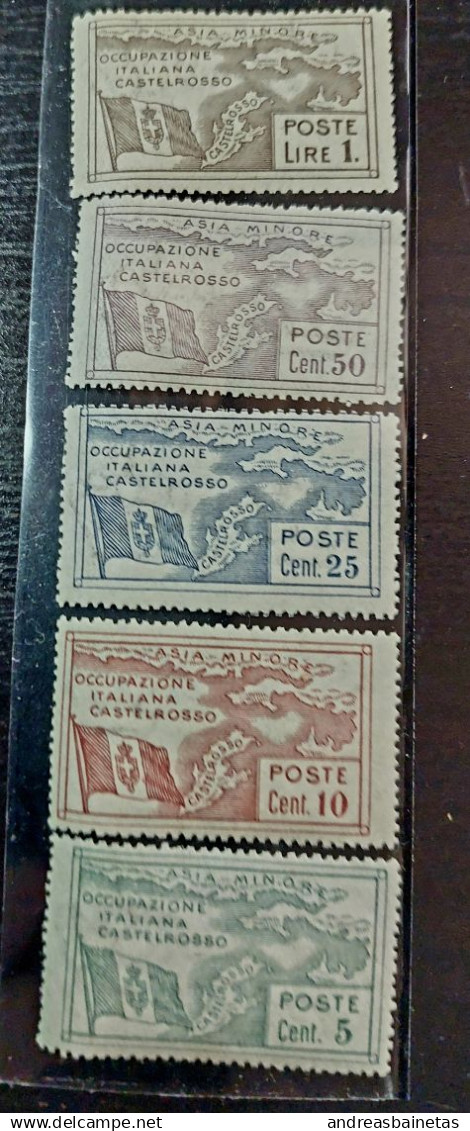 ASIA MINORE
OCCUPAZIONE
ITALIANA
CASTELROSSO
CASTELROSSO
POSTE
LIRE 1.
ASIA MINORE
OCCUPAZIONE
ITALIANA
CASTELROSSO
CASTELROSSO
POSTE
Cent. 50
ASIA MINORE
OCCUPAZIONE
ITALIANA
CASTELROSSO
CASTELROSSO
POSTE
Cent. 25
ASIA MINORE
OCCUPAZIONE
ITALIANA
CASTELROSSO
CASTELROSSO
POSTE
Cent. 10
ASIA MINORE
OCCUPAZIONE
ITALIANA
CASTELROSSO
CASTELROSSO
POSTE
Cent. 5
www.delcampe.net
andreasbainetas